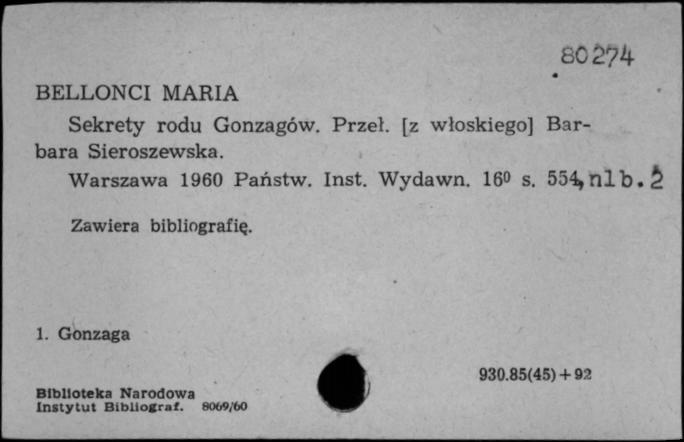 80274
BELLONCI MARIA
Sekrety rodu Gonzagów. Przeł. [z włoskiego] Bar-
bara Sieroszewska.
Warszawa 1960 Państw. Inst. Wydawn. 16⁰ s. 554, nlb. 2
Zawiera bibliografię.
1. Gonzaga
930.85(45) + 92
Biblioteka Narodowa
Instytut Bibliograf. 8069/60